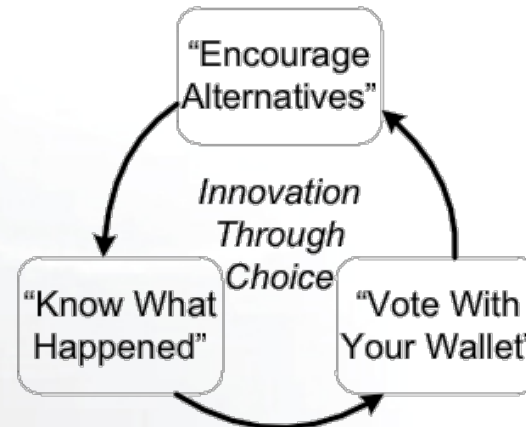 “Encourage
Alternatives”
Innovation
Through
Choice
“Know What
Happened”
“Vote With
Your Wallet”